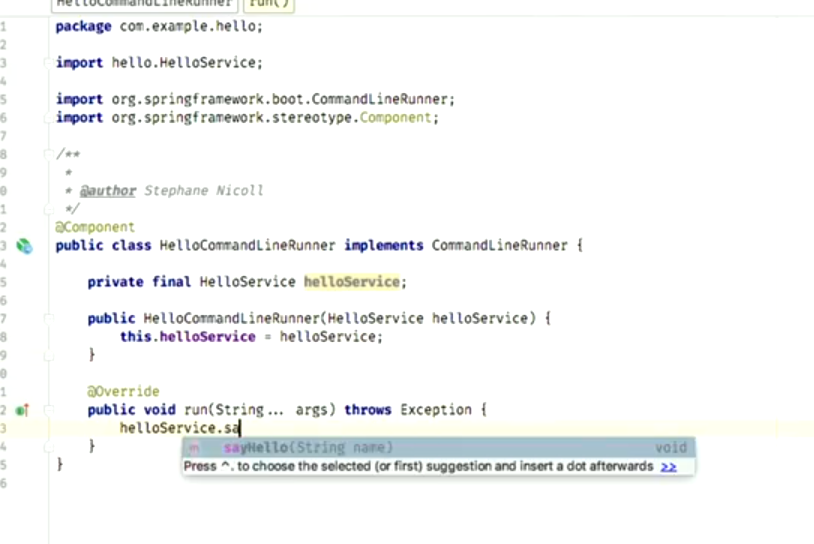 HelloCommandLineRunner run()
1 package com.example.hello;
2
3 import hello.HelloService;
4
5 import org.springframework.boot.CommandLineRunner;
6 import org.springframework.stereotype.Component;
7
8 /**
9 *
0 * @author Stephane Nicoll
1 */
2 @Component
3 public class HelloCommandLineRunner implements CommandLineRunner {
4
5 private final HelloService helloService;
6
7 public HelloCommandLineRunner(HelloService helloService) {
8 this.helloService = helloService;
9 }
0
1 @Override
2 public void run(String... args) throws Exception {
3 helloService.sa
m sayHello(String name) void
4 }
Press ^. to choose the selected (or first) suggestion and insert a dot afterwards >>
5 }
6